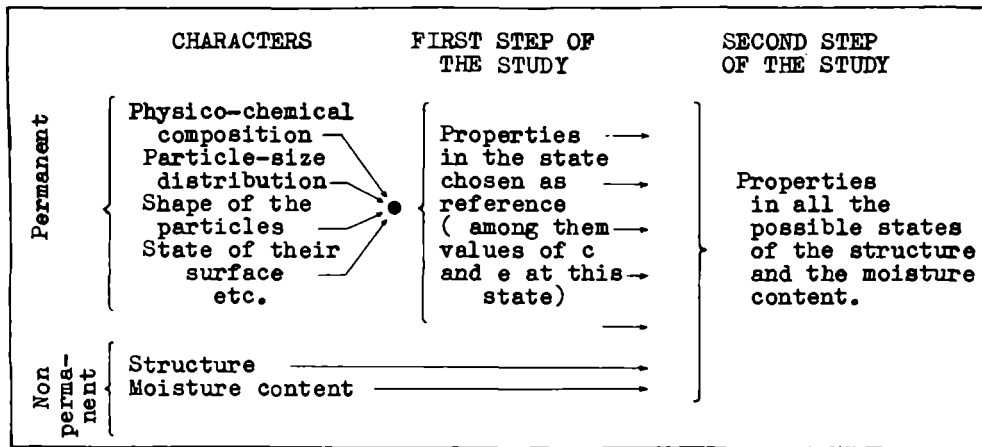 CHARACTERS
FIRST STEP OF
THE STUDY
SECOND STEP
OF THE STUDY
Permanent
Physico-chemical
composition
Particle-size
distribution
Shape of the
particles
State of their
surface
etc.
Properties
in the state
chosen as
reference
( among them
values of c
and e at this
state)
Properties
in all the
possible states
of the structure
and the moisture
content.
Non
perma-
nent
Structure
Moisture content